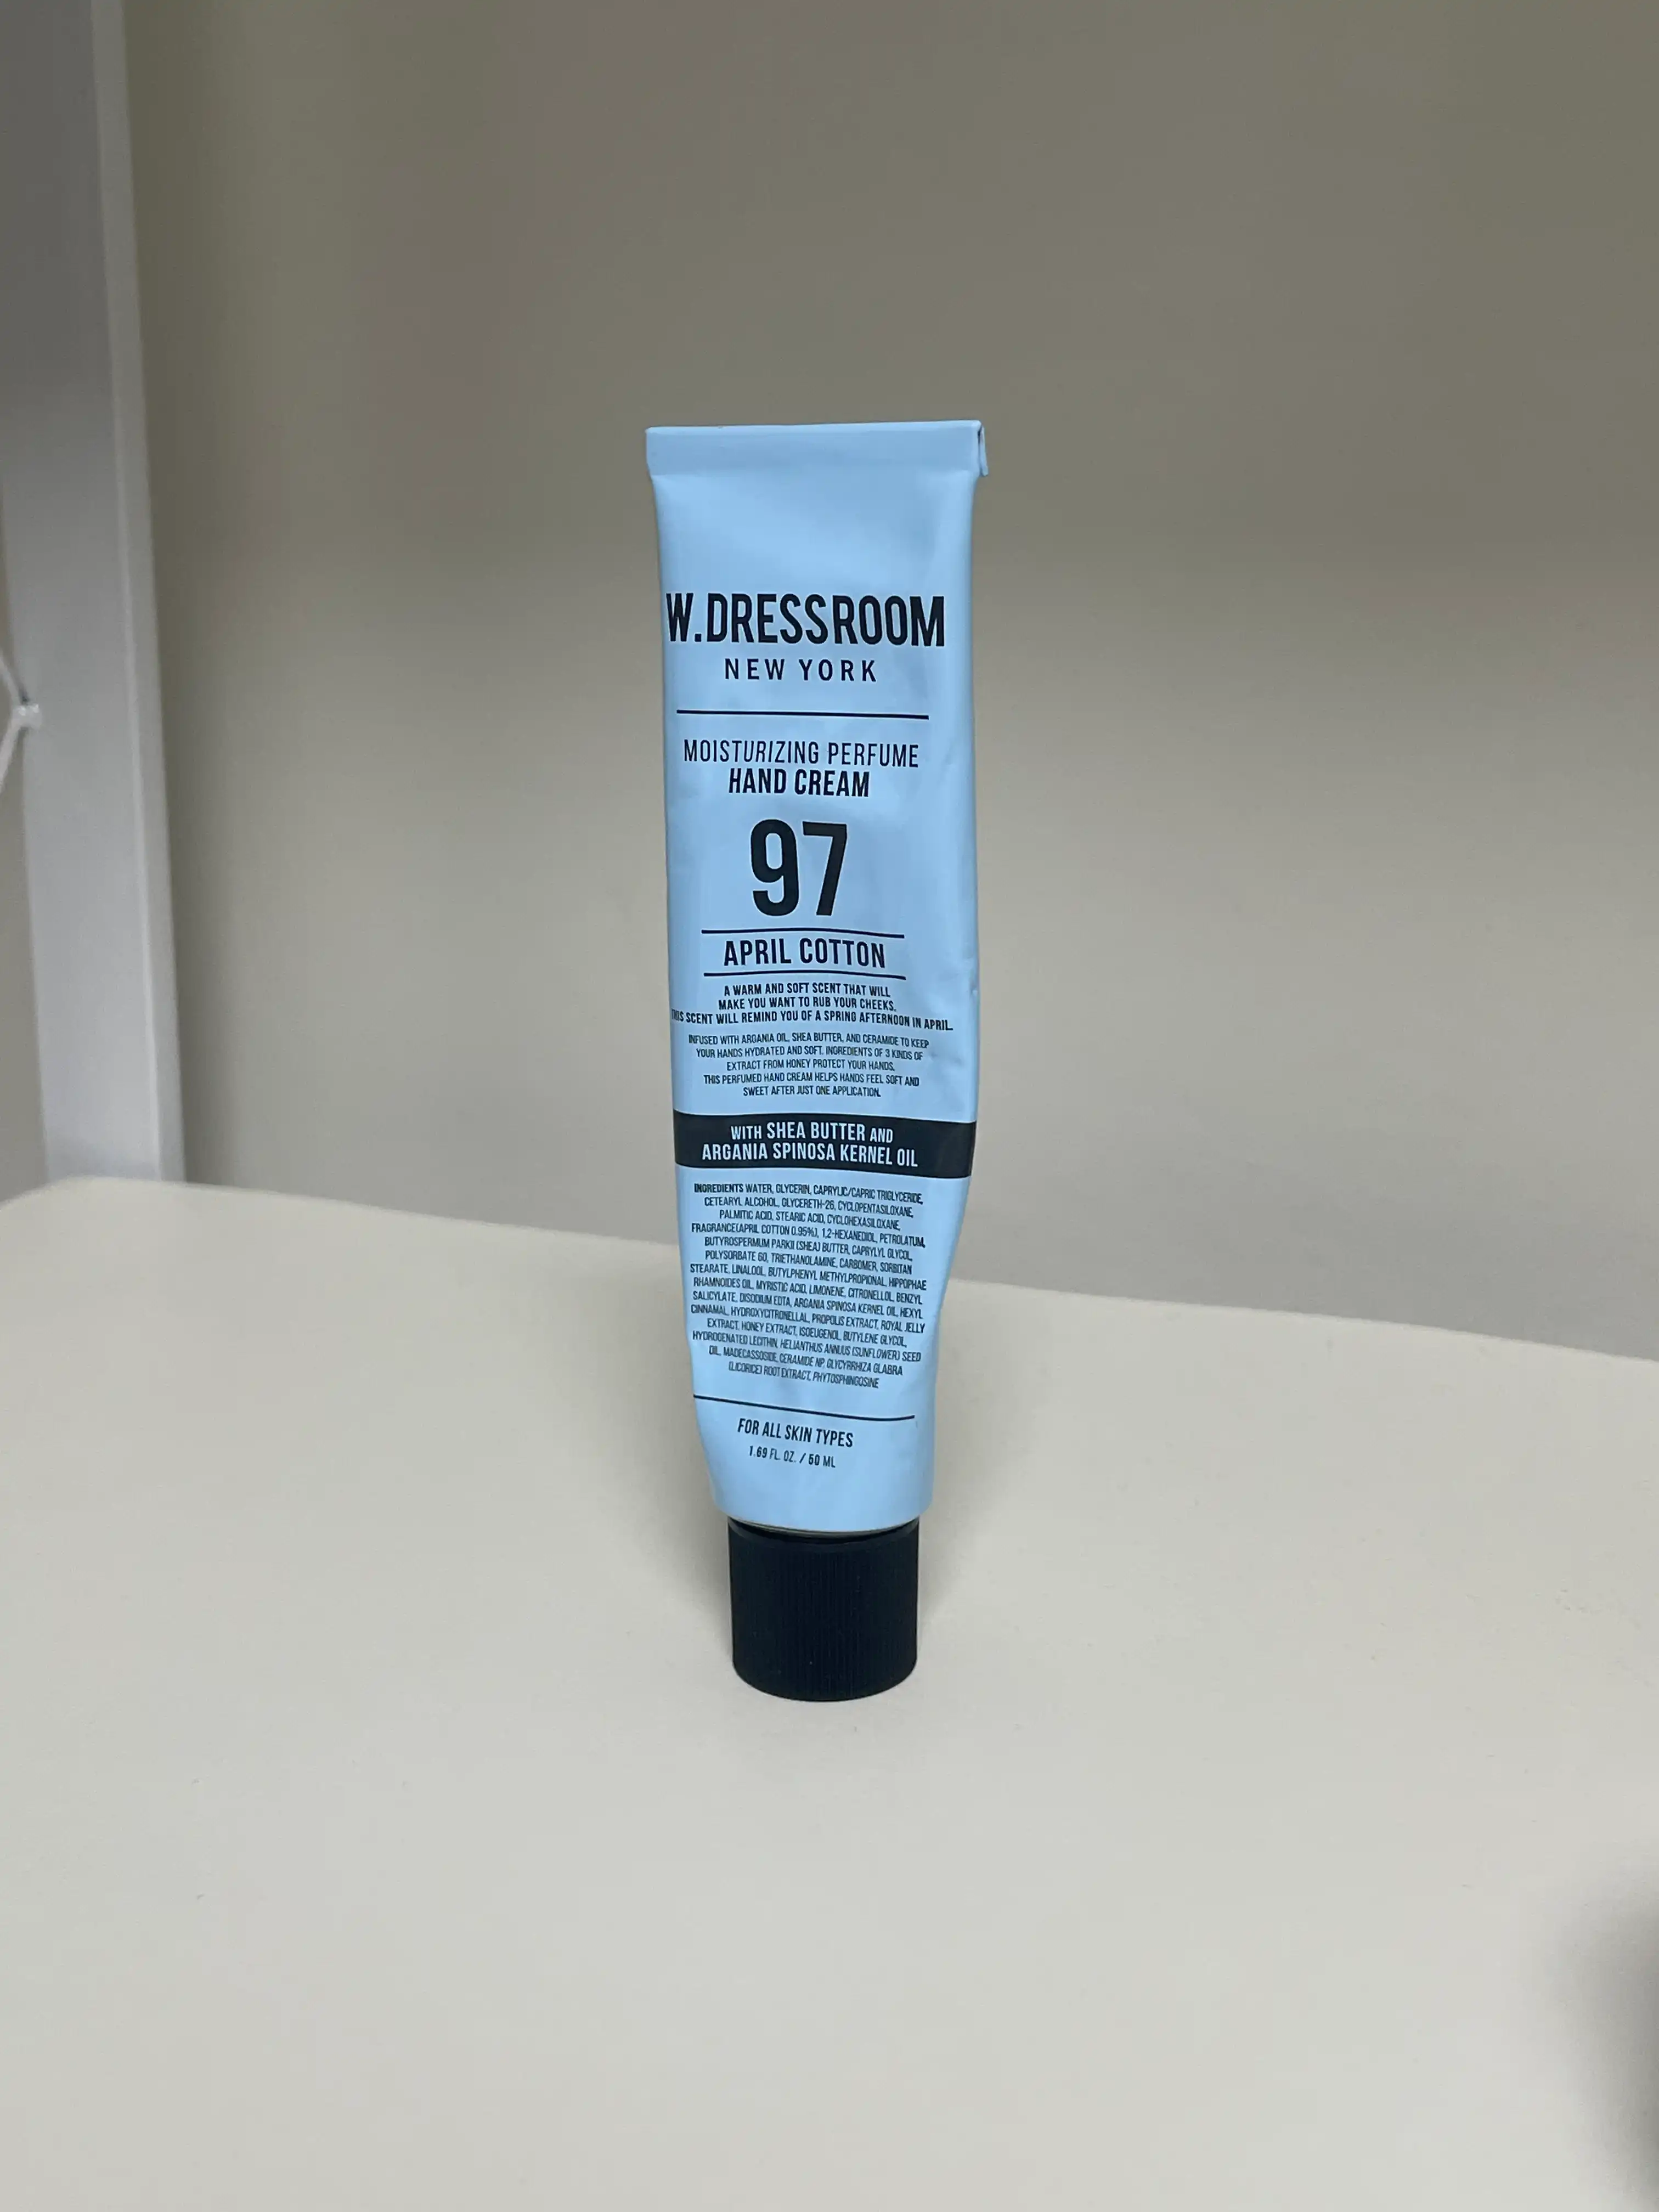 W.DRESSROOM
NEW YORK
MOISTURIZING PERFUME
HAND CREAM
97
APRIL COTTON
A WARM AND SOFT SCENT THAT WILL
MAKE YOU WANT TO RUB YOUR CHEEKS.
THIS SCENT WILL REMIND YOU OF A SPRING AFTERNOON IN APRIL.
INFUSED WITH ARGANIA OIL, SHEA BUTTER, AND CERAMIDE TO KEEP
YOUR HANDS HYDRATED AND SOFT. INGREDIENTS OF 3 KINDS OF
EXTRACT FROM HONEY PROTECT YOUR HANDS.
THIS PERFUMED HAND CREAM HELPS HANDS FEEL SOFT AND
SWEET AFTER JUST ONE APPLICATION.
WITH SHEA BUTTER AND
ARGANIA SPINOSA KERNEL OIL
INGREDIENTS WATER, GLYCERIN, CAPRYLIC/CAPRIC TRIGLYCERIDE,
CETEARYL ALCOHOL, GLYCERETH-26, CYCLOPENTASILOXANE,
PALMITIC ACID, STEARIC ACID, CYCLOHEXASILOXANE,
FRAGRANCE(APRIL COTTON 0.95%), 1,2-HEXANEDIOL, PETROLATUM,
BUTYROSPERMUM PARKII (SHEA) BUTTER, CAPRYLYL GLYCOL,
POLYSORBATE 60, TRIETHANOLAMINE, CARBOMER, SORBITAN
STEARATE, LINALOOL, BUTYLPHENYL METHYLPROPIONAL, HIPPOPHAE
RHAMNOIDES OIL, MYRISTIC ACID, LIMONENE, CITRONELLOL, BENZYL
SALICYLATE, DISODIUM EDTA, ARGANIA SPINOSA KERNEL OIL, HEXYL
CINNAMAL, HYDROXYCITRONELLAL, PROPOLIS EXTRACT, ROYAL JELLY
EXTRACT, HONEY EXTRACT, ISOEUGENOL, BUTYLENE GLYCOL,
HYDROGENATED LECITHIN, HELIANTHUS ANNUUS (SUNFLOWER) SEED
OIL, MADECASSOSIDE, CERAMIDE NP, GLYCYRRHIZA GLABRA
(LICORICE) ROOT EXTRACT, PHYTOSPHINGOSINE
FOR ALL SKIN TYPES
1.69 FL. OZ. / 50 ML